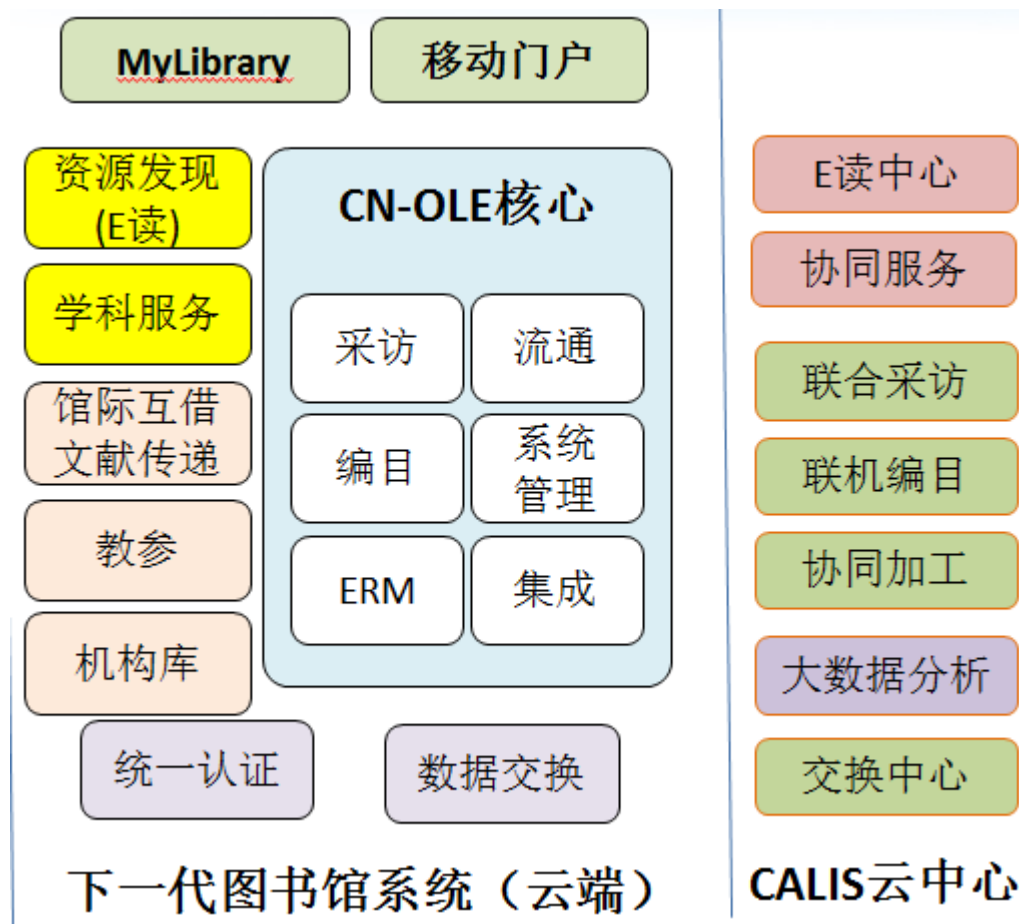 MyLibrary
移动门户
资源发现
(E读)
学科服务
馆际互借
文献传递
教参
机构库
CN-OLE核心
采访
流通
编目
系统
管理
ERM
集成
统一认证
数据交换
下一代图书馆系统（云端）
E读中心
协同服务
联合采访
联机编目
协同加工
大数据分析
交换中心
CALIS云中心